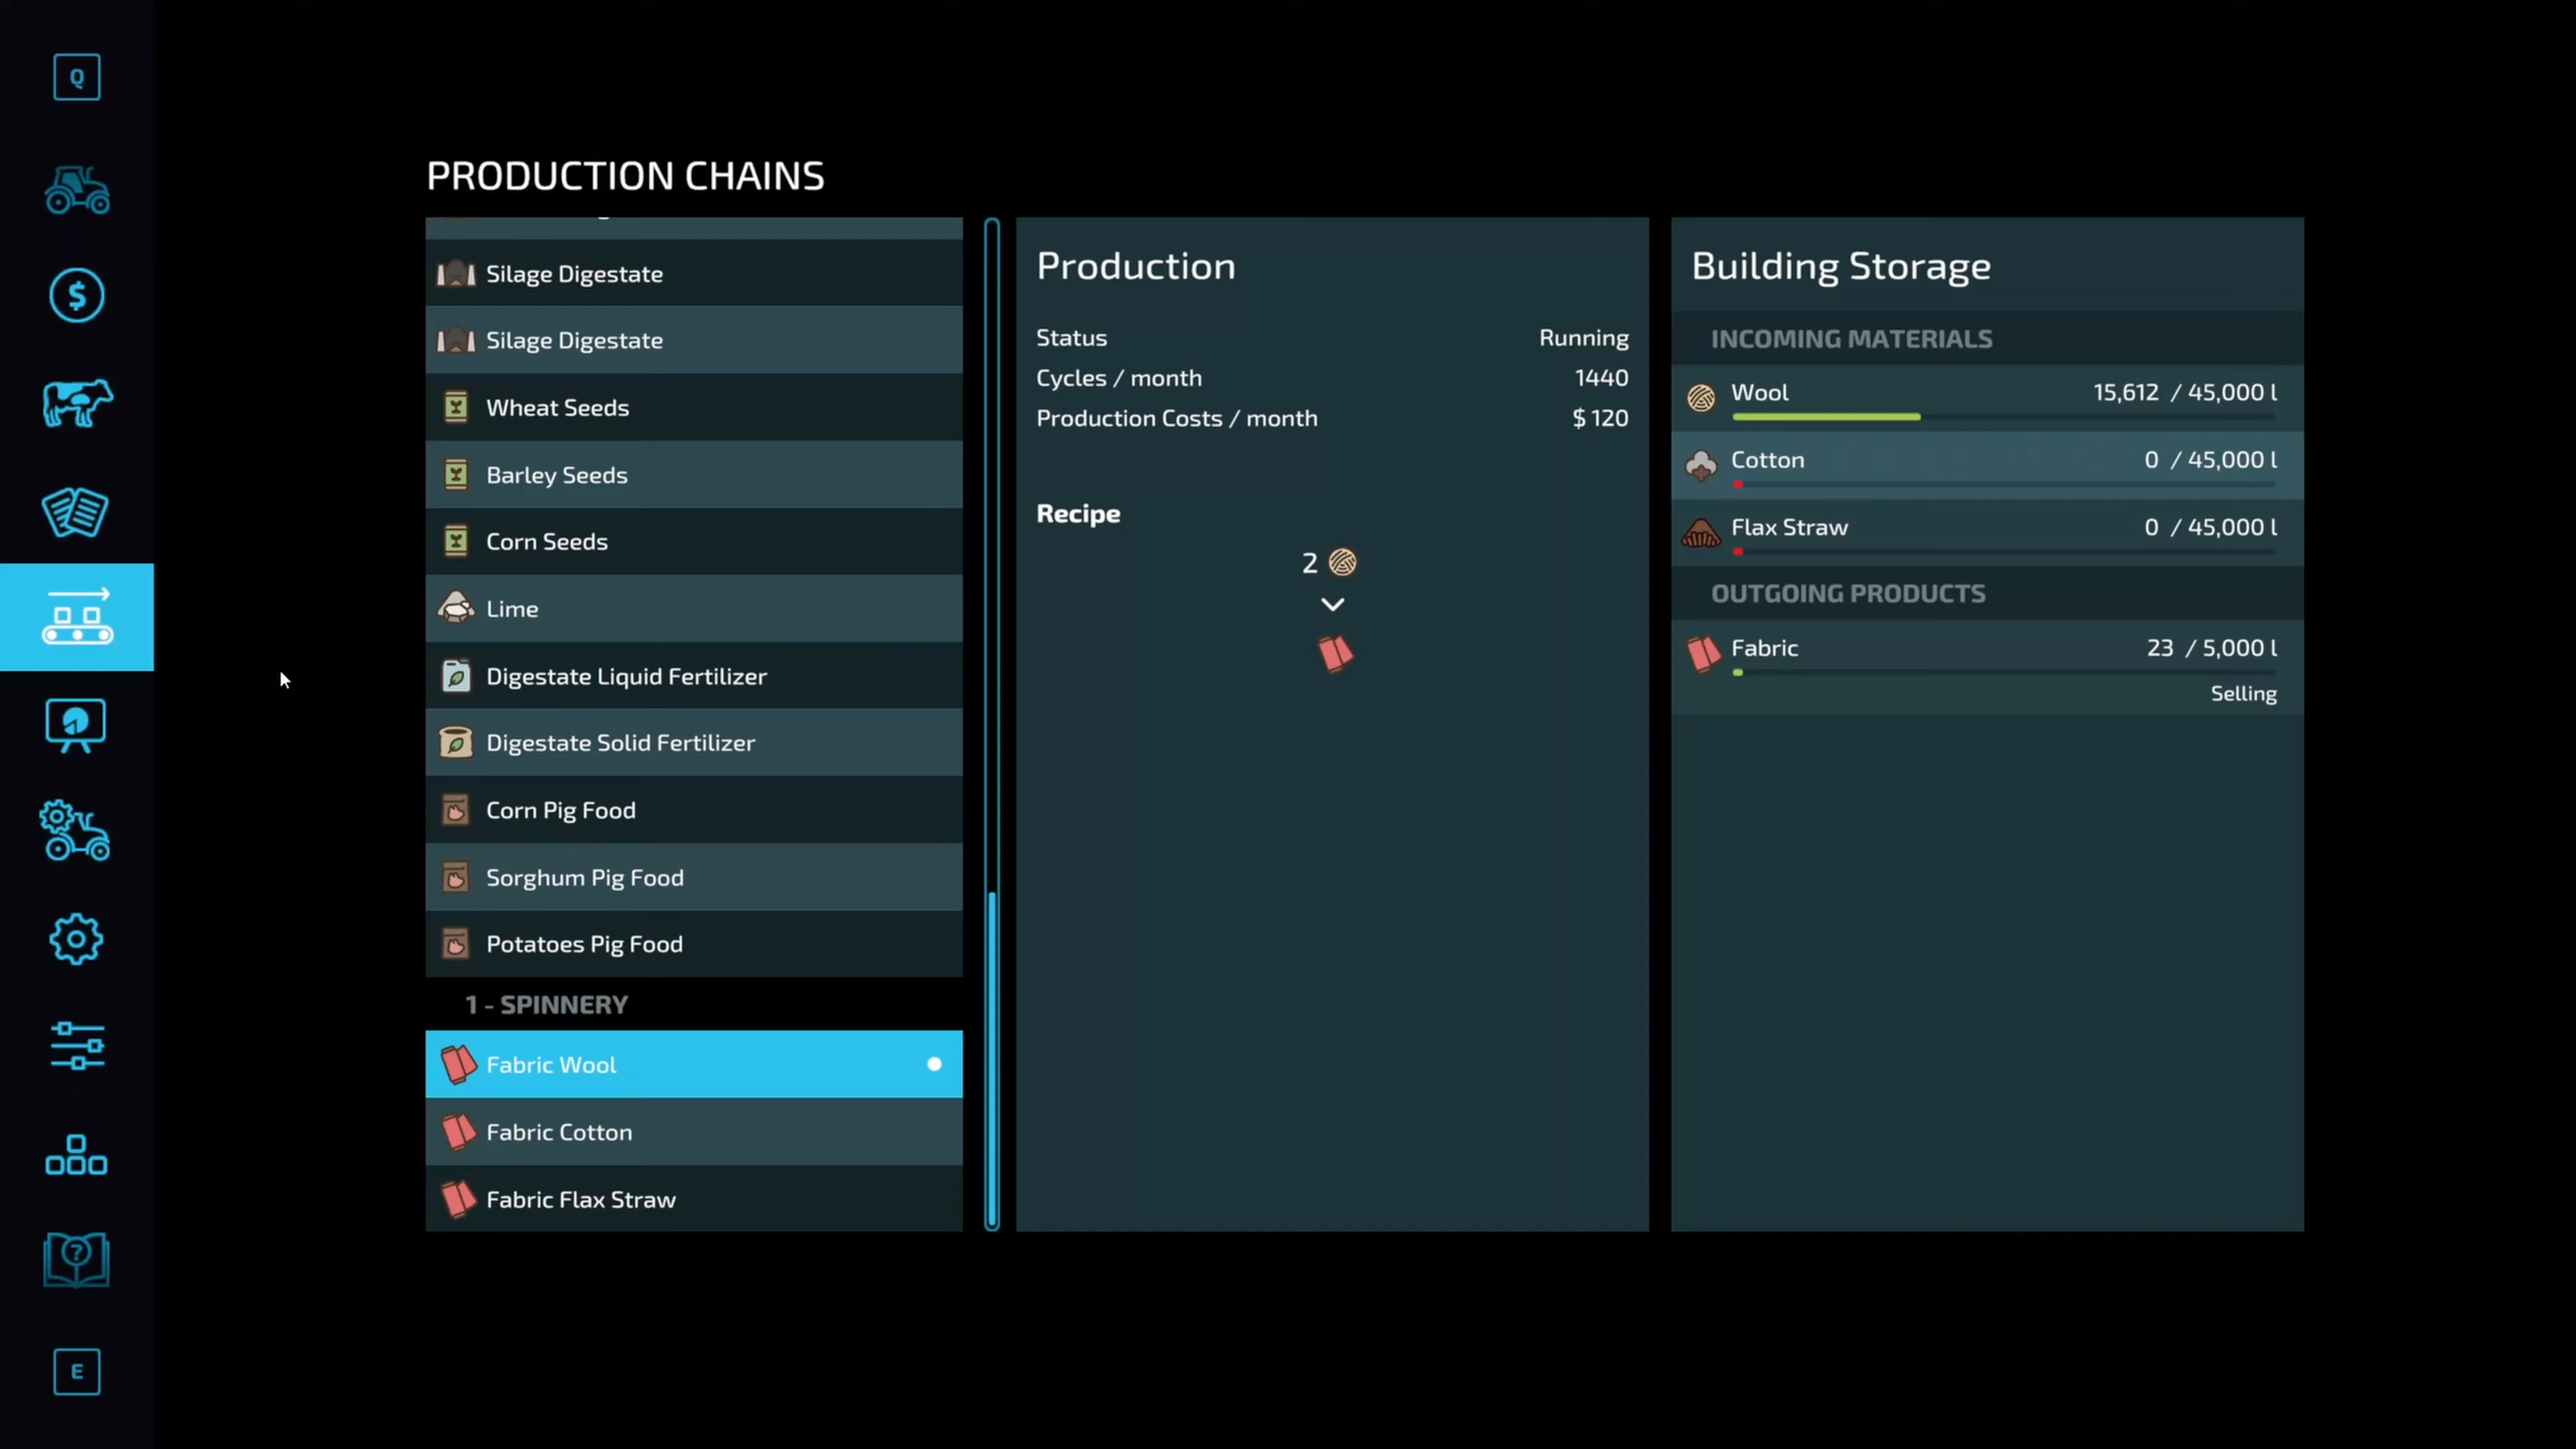 Q
PRODUCTION CHAINS
Silage Digestate
Silage Digestate
Wheat Seeds
Barley Seeds
Corn Seeds
Lime
Digestate Liquid Fertilizer
Digestate Solid Fertilizer
Corn Pig Food
Sorghum Pig Food
Potatoes Pig Food
1 - SPINNERY
Fabric Wool
Fabric Cotton
Fabric Flax Straw
Production
Status Running
Cycles / month 1440
Production Costs / month $ 120
Recipe
2
Building Storage
INCOMING MATERIALS
Wool 15,612 / 45,000 l
Cotton 0 / 45,000 l
Flax Straw 0 / 45,000 l
OUTGOING PRODUCTS
Fabric 23 / 5,000 l
Selling
E